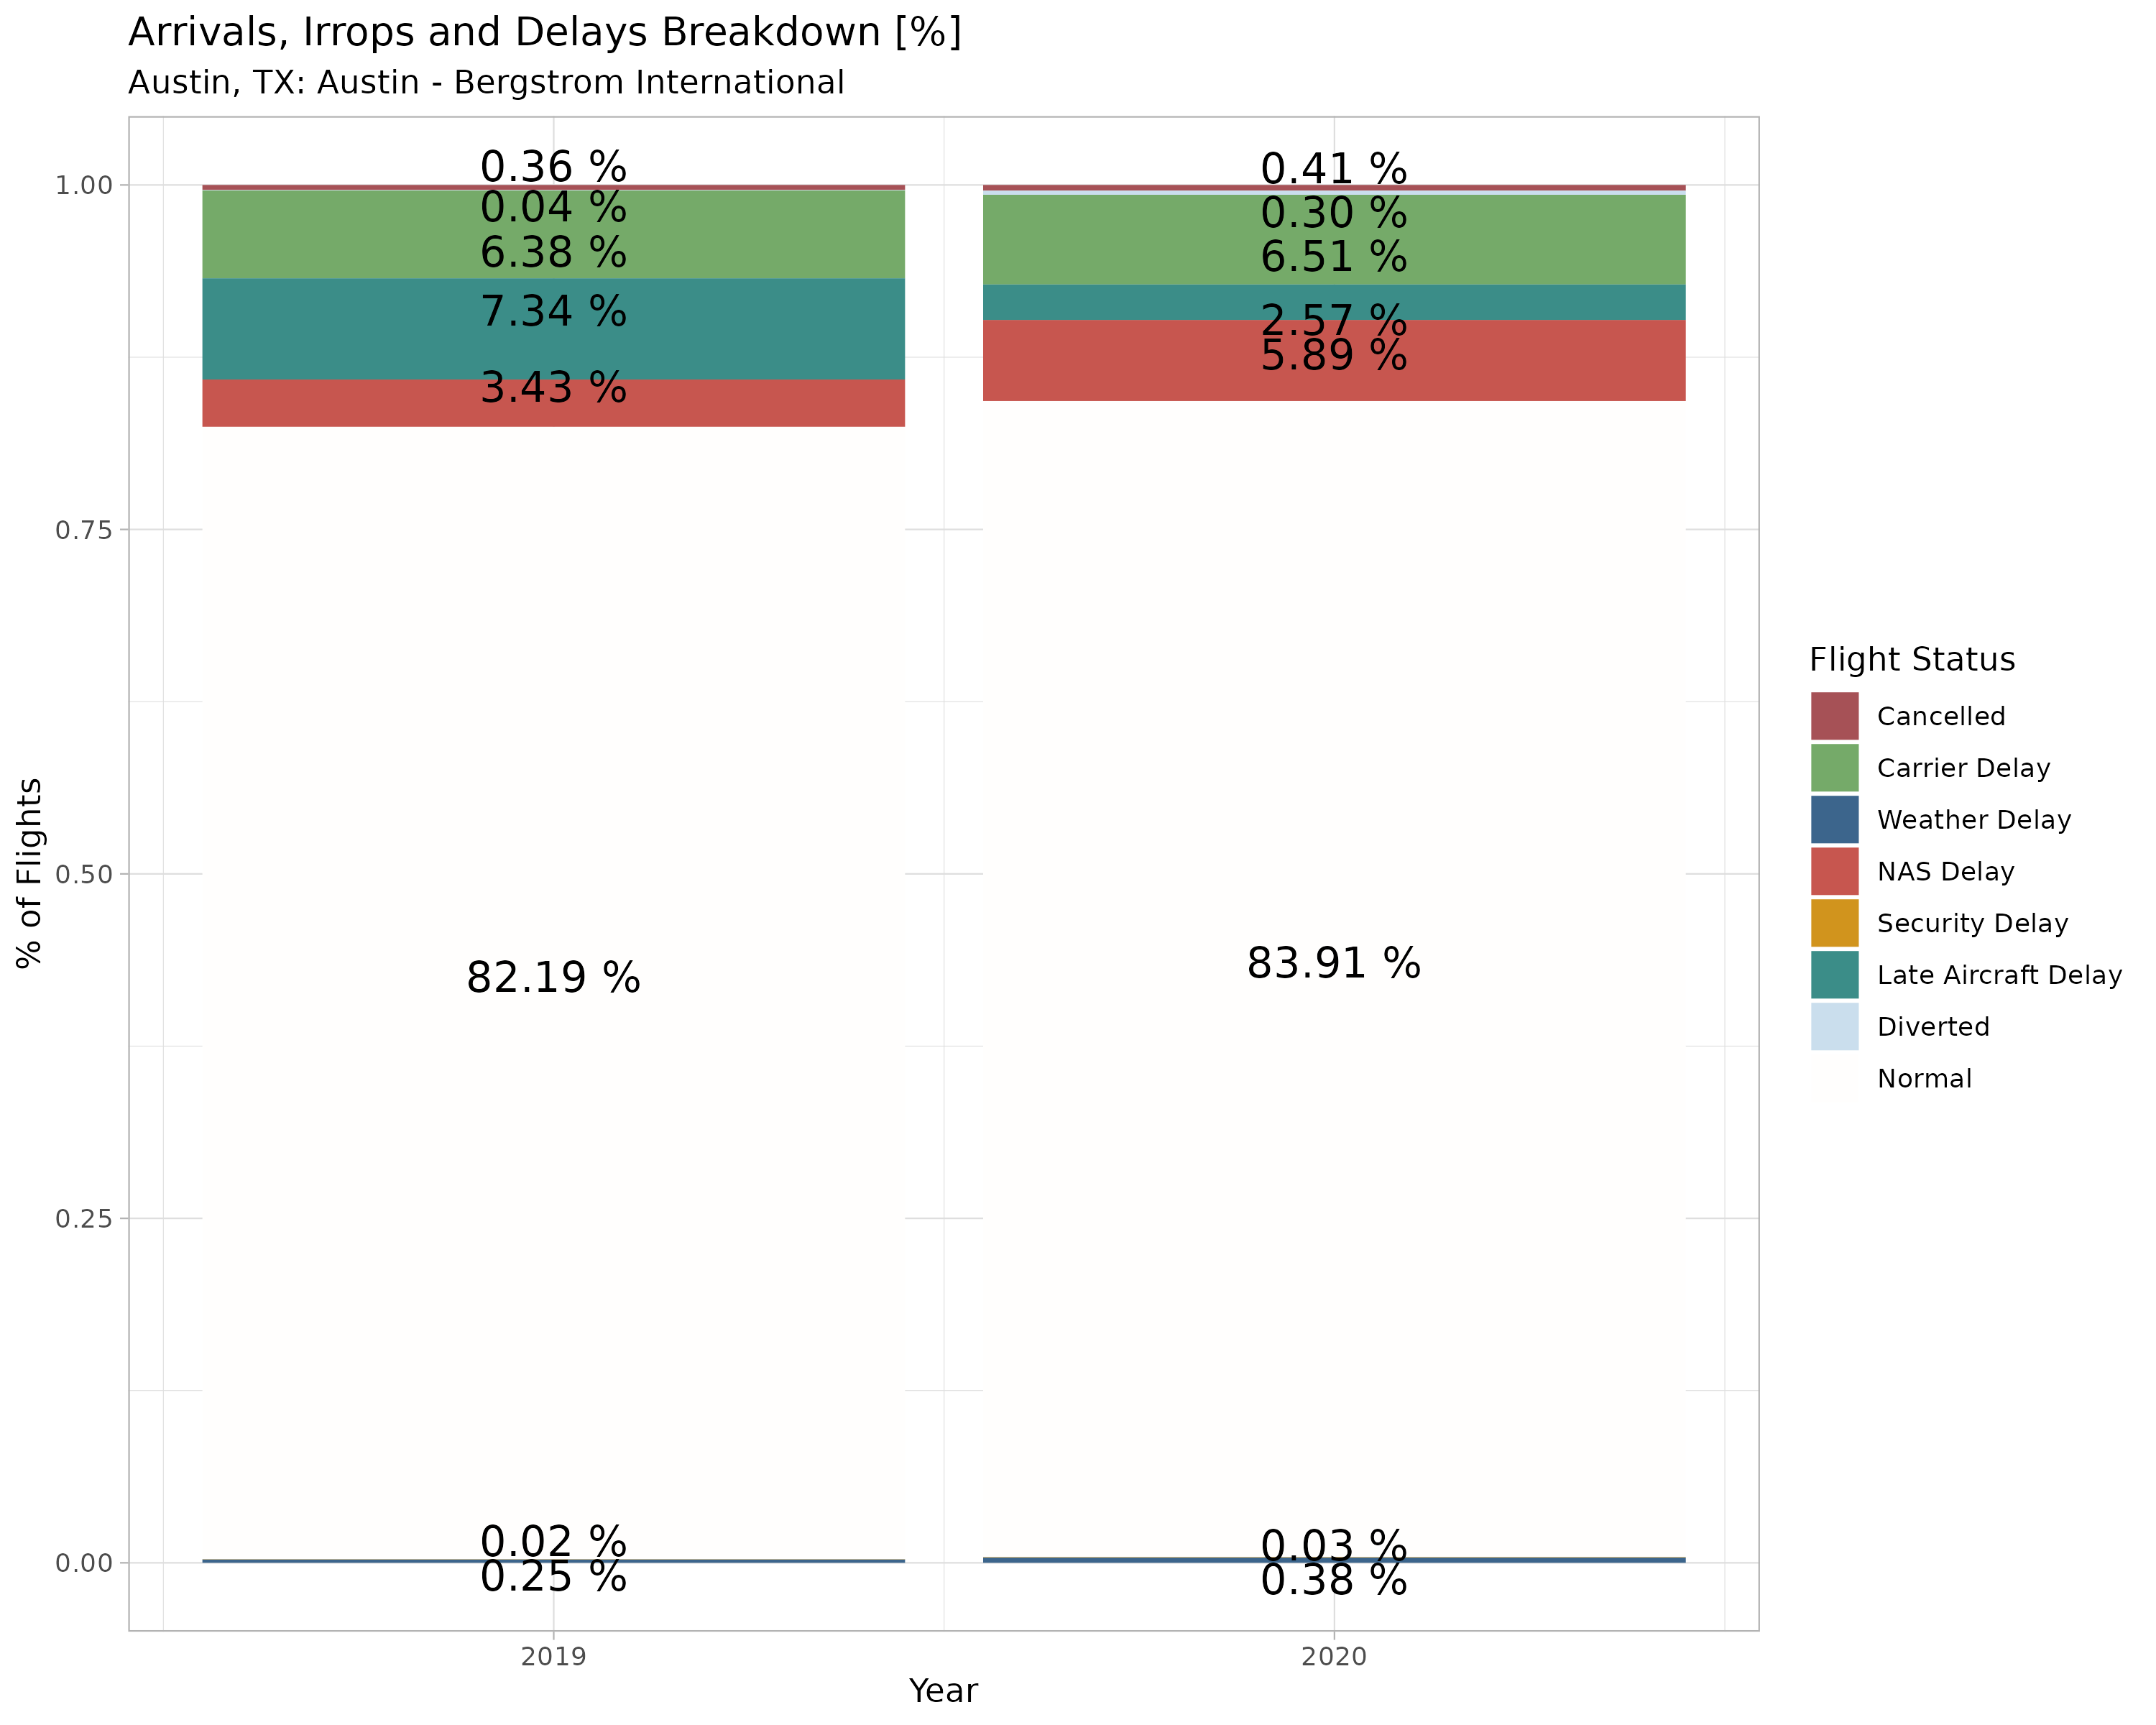 Arrivals, Irrops and Delays Breakdown [%]
Austin, TX: Austin - Bergstrom International
% of Flights
1.00
0.75
0.50
0.25
0.00
0.36 %
0.04 %
6.38 %
7.34 %
3.43 %
82.19 %
0.02 %
0.25 %
0.41 %
0.30 %
6.51 %
2.57 %
5.89 %
83.91 %
0.03 %
0.38 %
2019
2020
Year
Flight Status
Cancelled
Carrier Delay
Weather Delay
NAS Delay
Security Delay
Late Aircraft Delay
Diverted
Normal